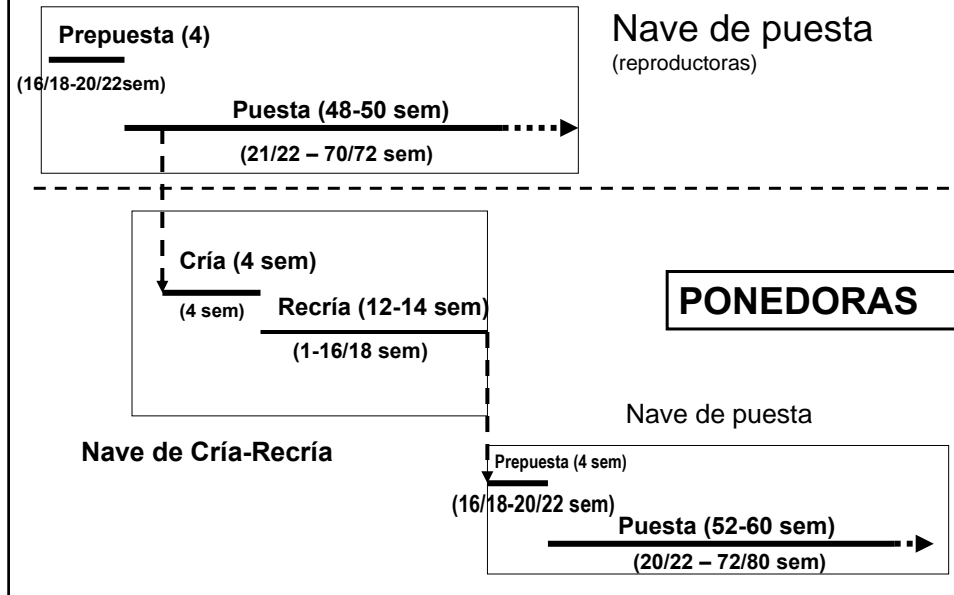 Prepuesta (4)
(16/18-20/22sem)
Puesta (48-50 sem)
(21/22 – 70/72 sem)
Nave de puesta
(reproductoras)
Cría (4 sem)
(4 sem)
Recría (12-14 sem)
(1-16/18 sem)
PONEDORAS
Nave de Cría-Recría
Nave de puesta
Prepuesta (4 sem)
(16/18-20/22 sem)
Puesta (52-60 sem)
(20/22 – 72/80 sem)